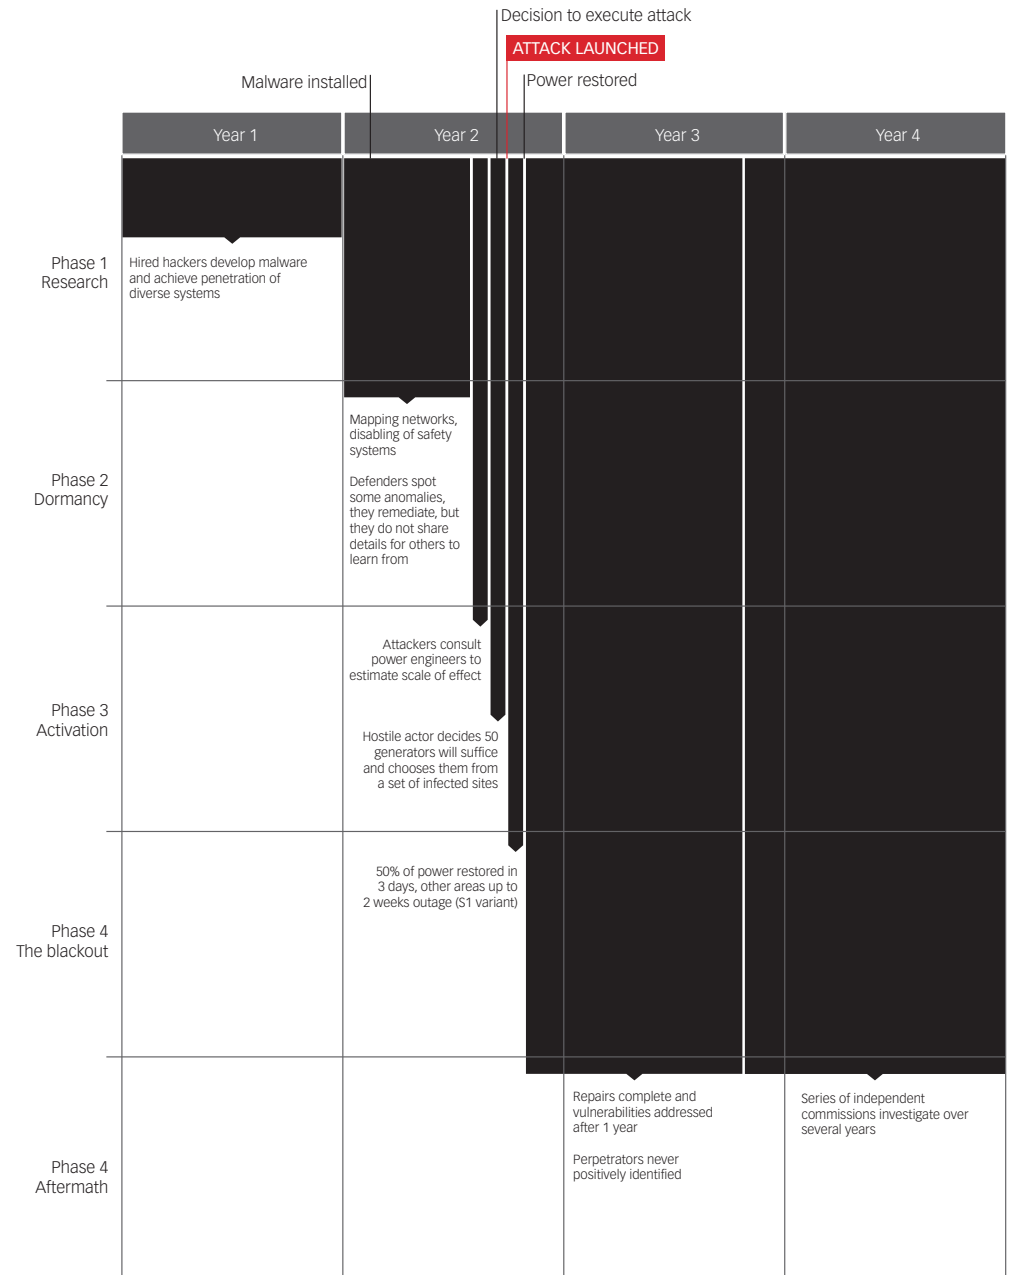 Decision to execute attack
ATTACK LAUNCHED
Malware installed
Power restored
Year 1
Year 2
Year 3
Year 4
Phase 1
Research
Hired hackers develop malware
and achieve penetration of
diverse systems
Phase 2
Dormancy
Mapping networks,
disabling of safety
systems
Defenders spot
some anomalies,
they remediate, but
they do not share
details for others to
learn from
Phase 3
Activation
Attackers consult
power engineers to
estimate scale of effect
Hostile actor decides 50
generators will suffice
and chooses them from
a set of infected sites
Phase 4
The blackout
50% of power restored in
3 days, other areas up to
2 weeks outage (S1 variant)
Phase 4
Aftermath
Repairs complete and
vulnerabilities addressed
after 1 year
Perpetrators never
positively identified
Series of independent
commissions investigate over
several years